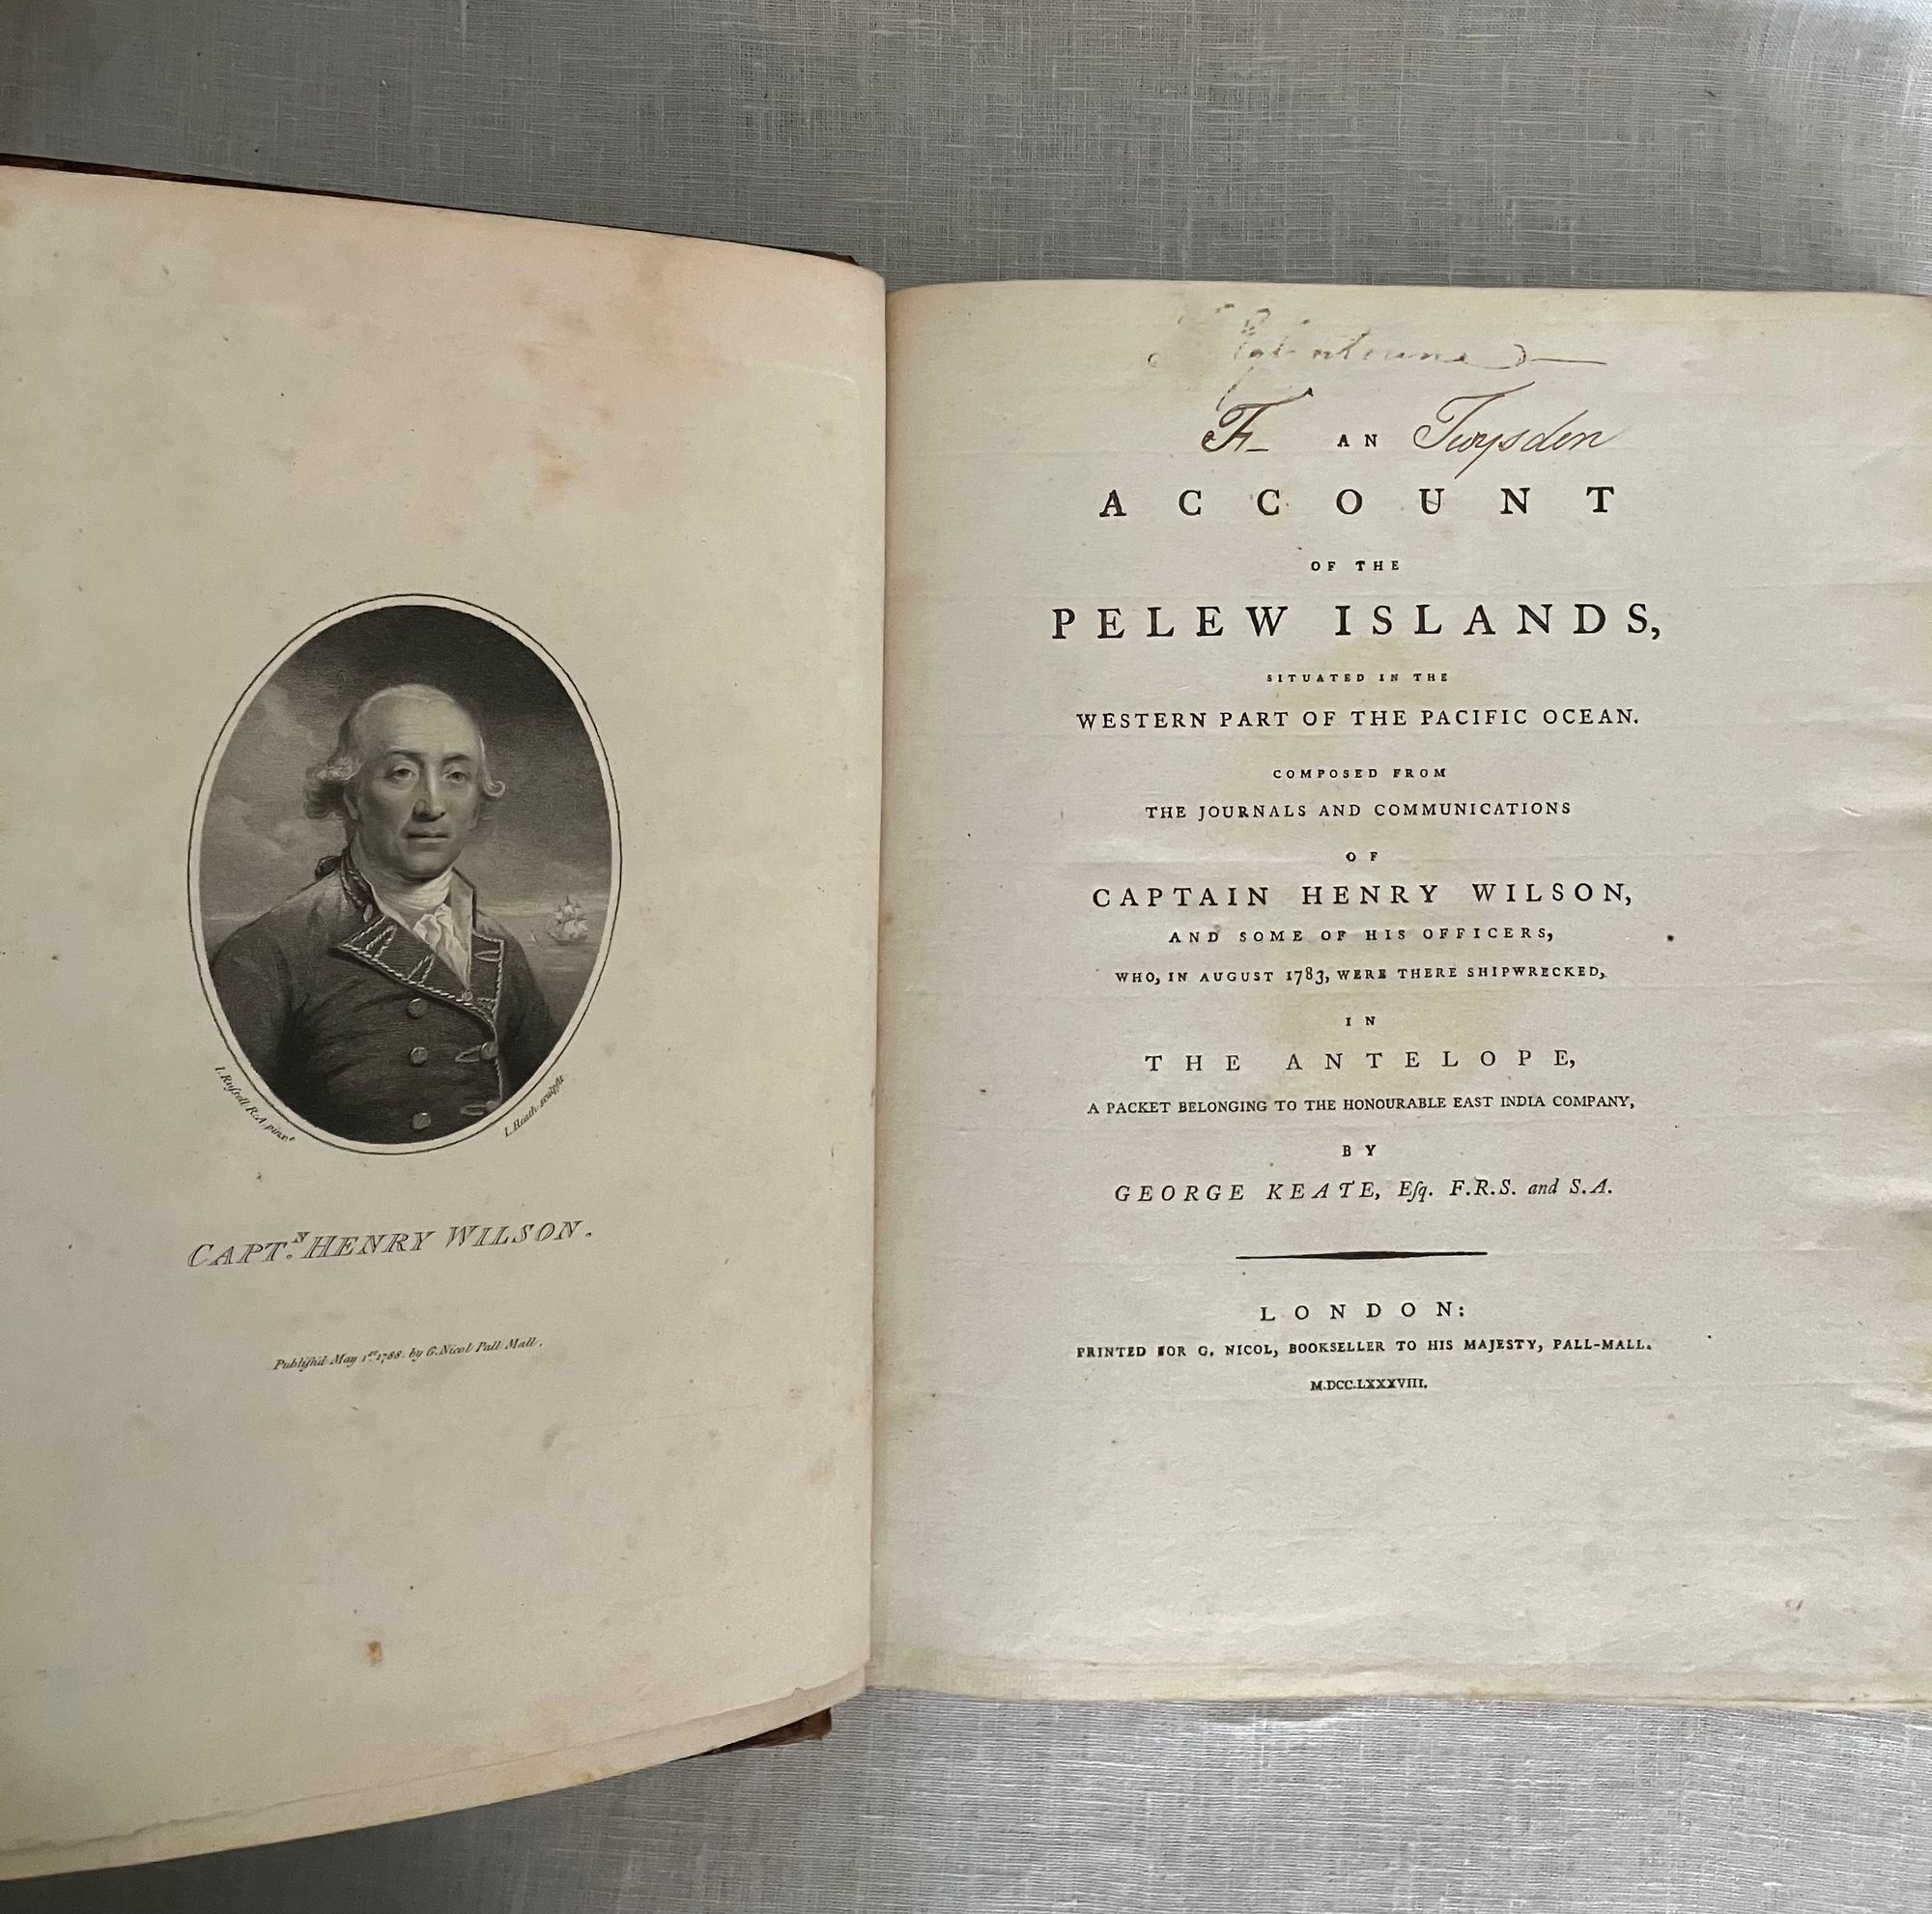 I. Ruſsell R.A. pinx.t
I. Heath sculpsit
CAPT.N HENRY WILSON.
Publiſh'd May 1st 1788. by G. Nicol Pall Mall.
F. AN Twysden
ACCOUNT
OF THE
PELEW ISLANDS,
SITUATED IN THE
WESTERN PART OF THE PACIFIC OCEAN.
COMPOSED FROM
THE JOURNALS AND COMMUNICATIONS
OF
CAPTAIN HENRY WILSON,
AND SOME OF HIS OFFICERS,
WHO, IN AUGUST 1783, WERE THERE SHIPWRECKED,
IN
THE ANTELOPE,
A PACKET BELONGING TO THE HONOURABLE EAST INDIA COMPANY,
BY
GEORGE KEATE, Eſq. F.R.S. and S.A.
LONDON:
PRINTED FOR G. NICOL, BOOKSELLER TO HIS MAJESTY, PALL-MALL.
M.DCC.LXXXVIII.